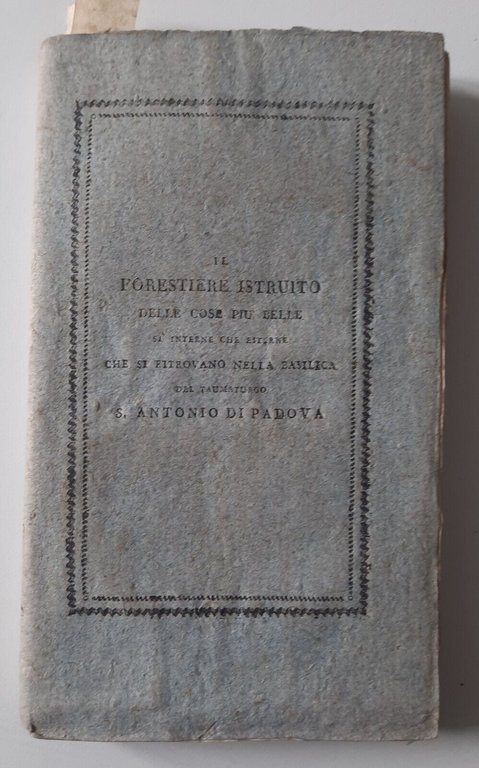 IL
FORESTIERE ISTRUITO
DELLE COSE PIU BELLE
SI INTERNE CHE ESTERNE
CHE SI RITROVANO NELLA BASILICA
DEL TAUMATURGO
S. ANTONIO DI PADOVA